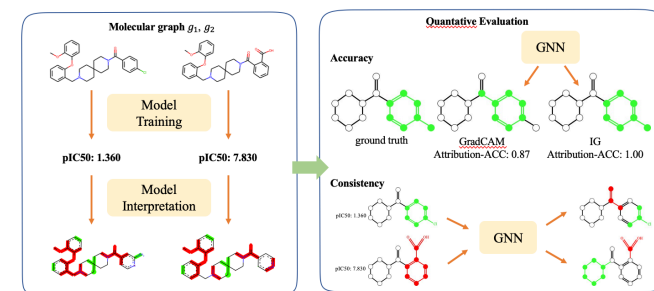 Molecular graph g₁, g₂
Model
Training
pIC50: 1.360
pIC50: 7.830
Model
Interpretation
Quantative Evaluation
Accuracy
GNN
ground truth
GradCAM
Attribution-ACC: 0.87
IG
Attribution-ACC: 1.00
Consistency
pIC50: 1.360
GNN
pIC50: 7.830